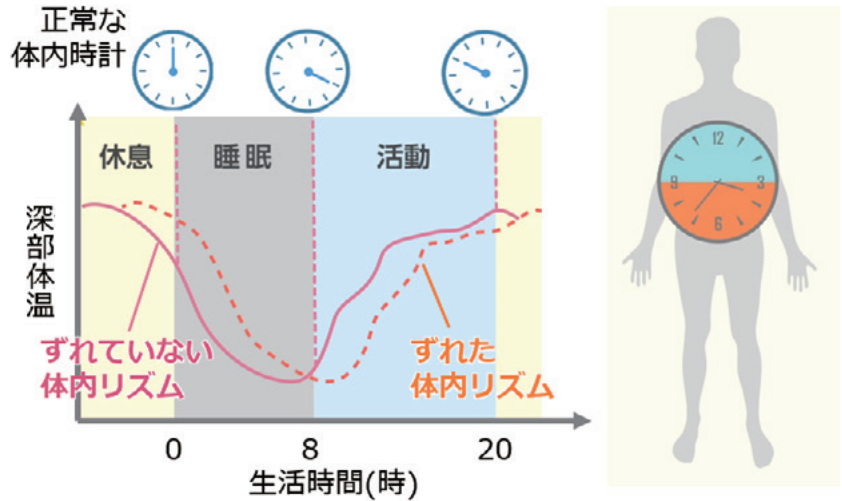 正常な
体内時計
休息
睡眠
活動
深部体温
ずれていない
体内リズム
ずれた
体内リズム
0
8
20
生活時間(時)
12
3
6
9